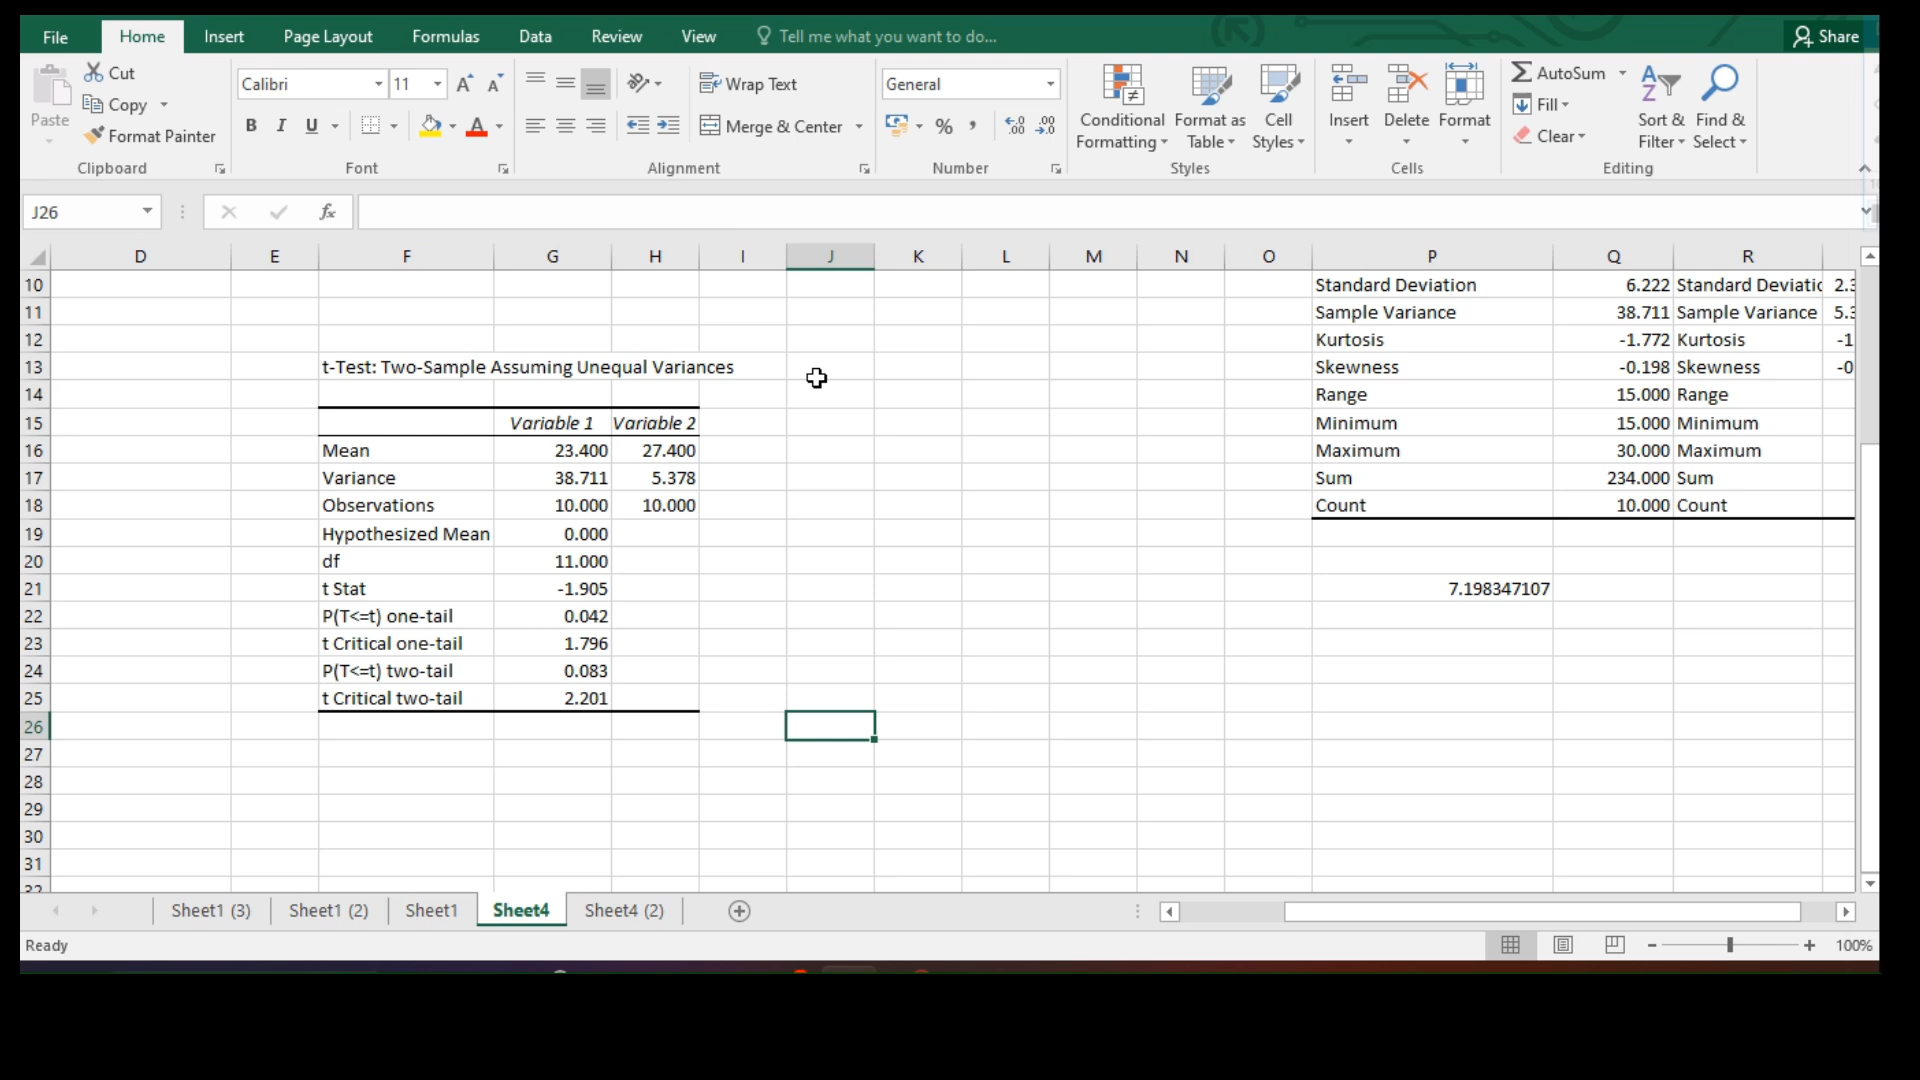 File Home Insert Page Layout Formulas Data Review View Tell me what you want to do... Share
Cut
Copy
Format Painter
Paste
Clipboard
Calibri 11
B I U
Font
Wrap Text
Merge & Center
Alignment
General
% ,
Number
Conditional Formatting
Format as Table
Cell Styles
Styles
Insert Delete Format
Cells
AutoSum
Fill
Clear
Sort & Filter
Find & Select
Editing
J26 fx
D E F G H I J K L M N O P Q R
10 Standard Deviation 6.222 Standard Deviatic 2.3
11 Sample Variance 38.711 Sample Variance 5.3
12 Kurtosis -1.772 Kurtosis -1
13 t-Test: Two-Sample Assuming Unequal Variances Skewness -0.198 Skewness -0
14 Range 15.000 Range
15 Variable 1 Variable 2 Minimum 15.000 Minimum
16 Mean 23.400 27.400 Maximum 30.000 Maximum
17 Variance 38.711 5.378 Sum 234.000 Sum
18 Observations 10.000 10.000 Count 10.000 Count
19 Hypothesized Mean 0.000
20 df 11.000
21 t Stat -1.905 7.198347107
22 P(T<=t) one-tail 0.042
23 t Critical one-tail 1.796
24 P(T<=t) two-tail 0.083
25 t Critical two-tail 2.201
26
27
28
29
30
31
32
Sheet1 (3) Sheet1 (2) Sheet1 Sheet4 Sheet4 (2)
Ready 100%